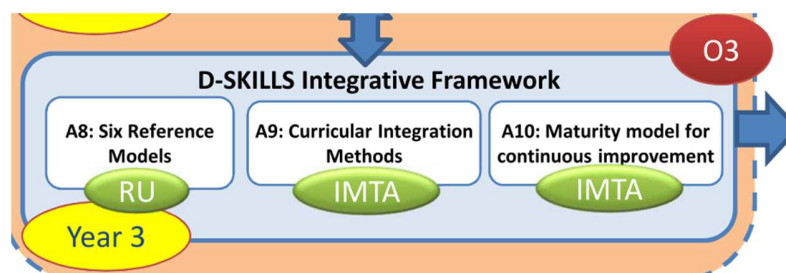 O3
D-SKILLS Integrative Framework
A8: Six Reference
Models
RU
A9: Curricular Integration
Methods
IMTA
A10: Maturity model for
continuous improvement
IMTA
Year 3